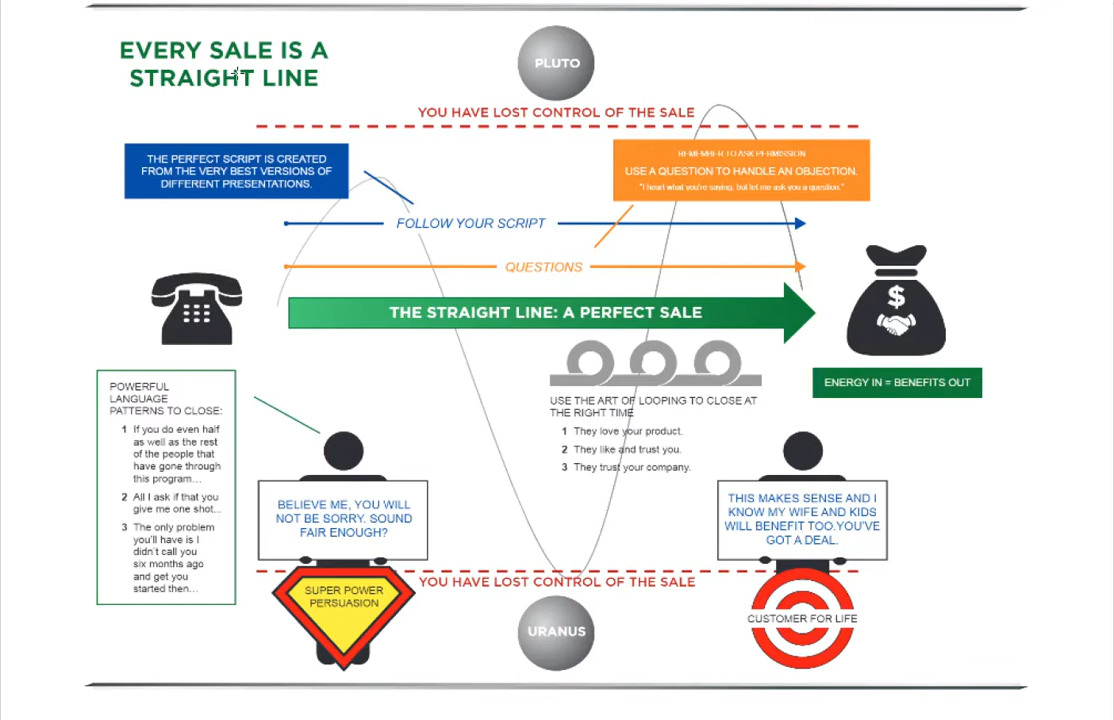 EVERY SALE IS A
STRAIGHT LINE
PLUTO
YOU HAVE LOST CONTROL OF THE SALE
THE PERFECT SCRIPT IS CREATED
FROM THE VERY BEST VERSIONS OF
DIFFERENT PRESENTATIONS.
REMEMBER TO ASK PERMISSION
USE A QUESTION TO HANDLE AN OBJECTION.
"I heart what you're saying, but let me ask you a question."
FOLLOW YOUR SCRIPT
QUESTIONS
THE STRAIGHT LINE: A PERFECT SALE
$
ENERGY IN = BENEFITS OUT
POWERFUL
LANGUAGE
PATTERNS TO CLOSE:
1 If you do even half
as well as the rest
of the people that
have gone through
this program...
2 All I ask if that you
give me one shot...
3 The only problem
you'll have is I
didn't call you
six months ago
and get you
started then...
USE THE ART OF LOOPING TO CLOSE AT
THE RIGHT TIME
1 They love your product.
2 They like and trust you.
3 They trust your company.
BELIEVE ME, YOU WILL
NOT BE SORRY. SOUND
FAIR ENOUGH?
THIS MAKES SENSE AND I
KNOW MY WIFE AND KIDS
WILL BENEFIT TOO.YOU'VE
GOT A DEAL.
YOU HAVE LOST CONTROL OF THE SALE
SUPER POWER
PERSUASION
URANUS
CUSTOMER FOR LIFE